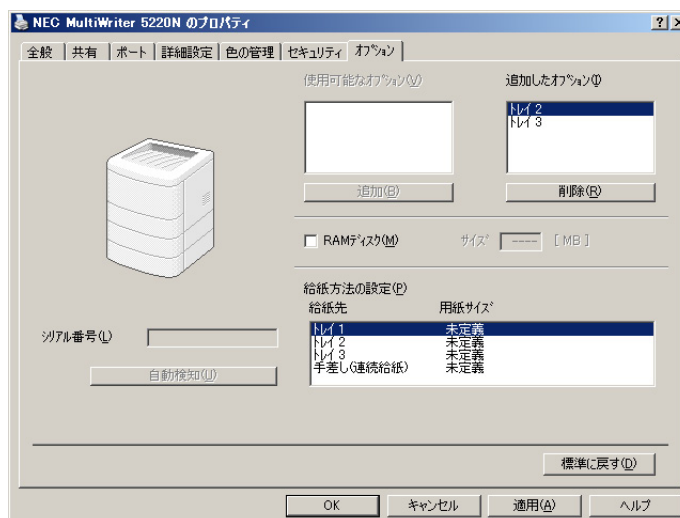 NEC MultiWriter 5220N のプロパティ
全般 共有 ポート 詳細設定 色の管理 セキュリティ オプション
使用可能なオプション(V) 追加したオプション(I)
トレイ 2
トレイ 3
追加(B) 削除(R)
RAMディスク(M) サイズ ---- [ MB ]
給紙方法の設定(P)
給紙先 用紙サイズ
トレイ 1 未定義
トレイ 2 未定義
トレイ 3 未定義
手差し(連続給紙) 未定義
シリアル番号(L)
自動検知(U)
標準に戻す(D)
OK キャンセル 適用(A) ヘルプ